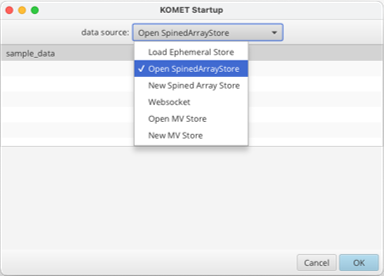 KOMET Startup
data source: Open SpinedArrayStore
Load Ephemeral Store
✓ Open SpinedArrayStore
New Spined Array Store
Websocket
Open MV Store
New MV Store
sample_data
Cancel OK